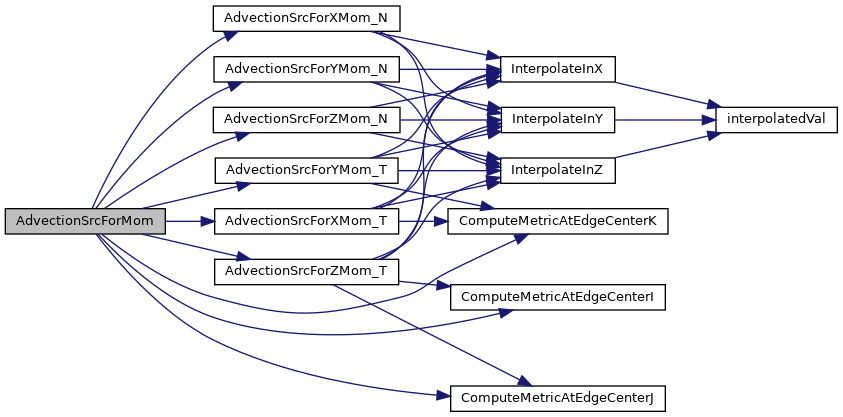 AdvectionSrcForMom
AdvectionSrcForXMom_N
AdvectionSrcForYMom_N
AdvectionSrcForZMom_N
AdvectionSrcForYMom_T
AdvectionSrcForXMom_T
AdvectionSrcForZMom_T
InterpolateInX
InterpolateInY
InterpolateInZ
ComputeMetricAtEdgeCenterK
ComputeMetricAtEdgeCenterI
ComputeMetricAtEdgeCenterJ
interpolatedVal